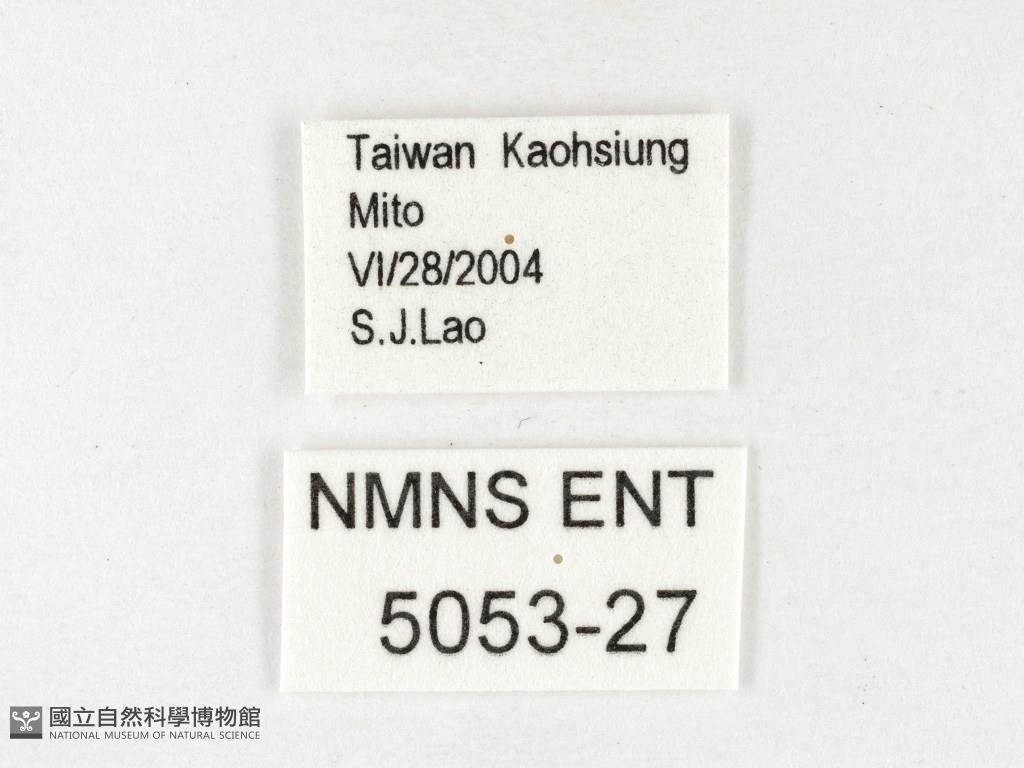 Taiwan Kaohsiung
Mito
VI/28/2004
S.J.Lao
NMNS ENT
5053-27
國立自然科學博物館
NATIONAL MUSEUM OF NATURAL SCIENCE